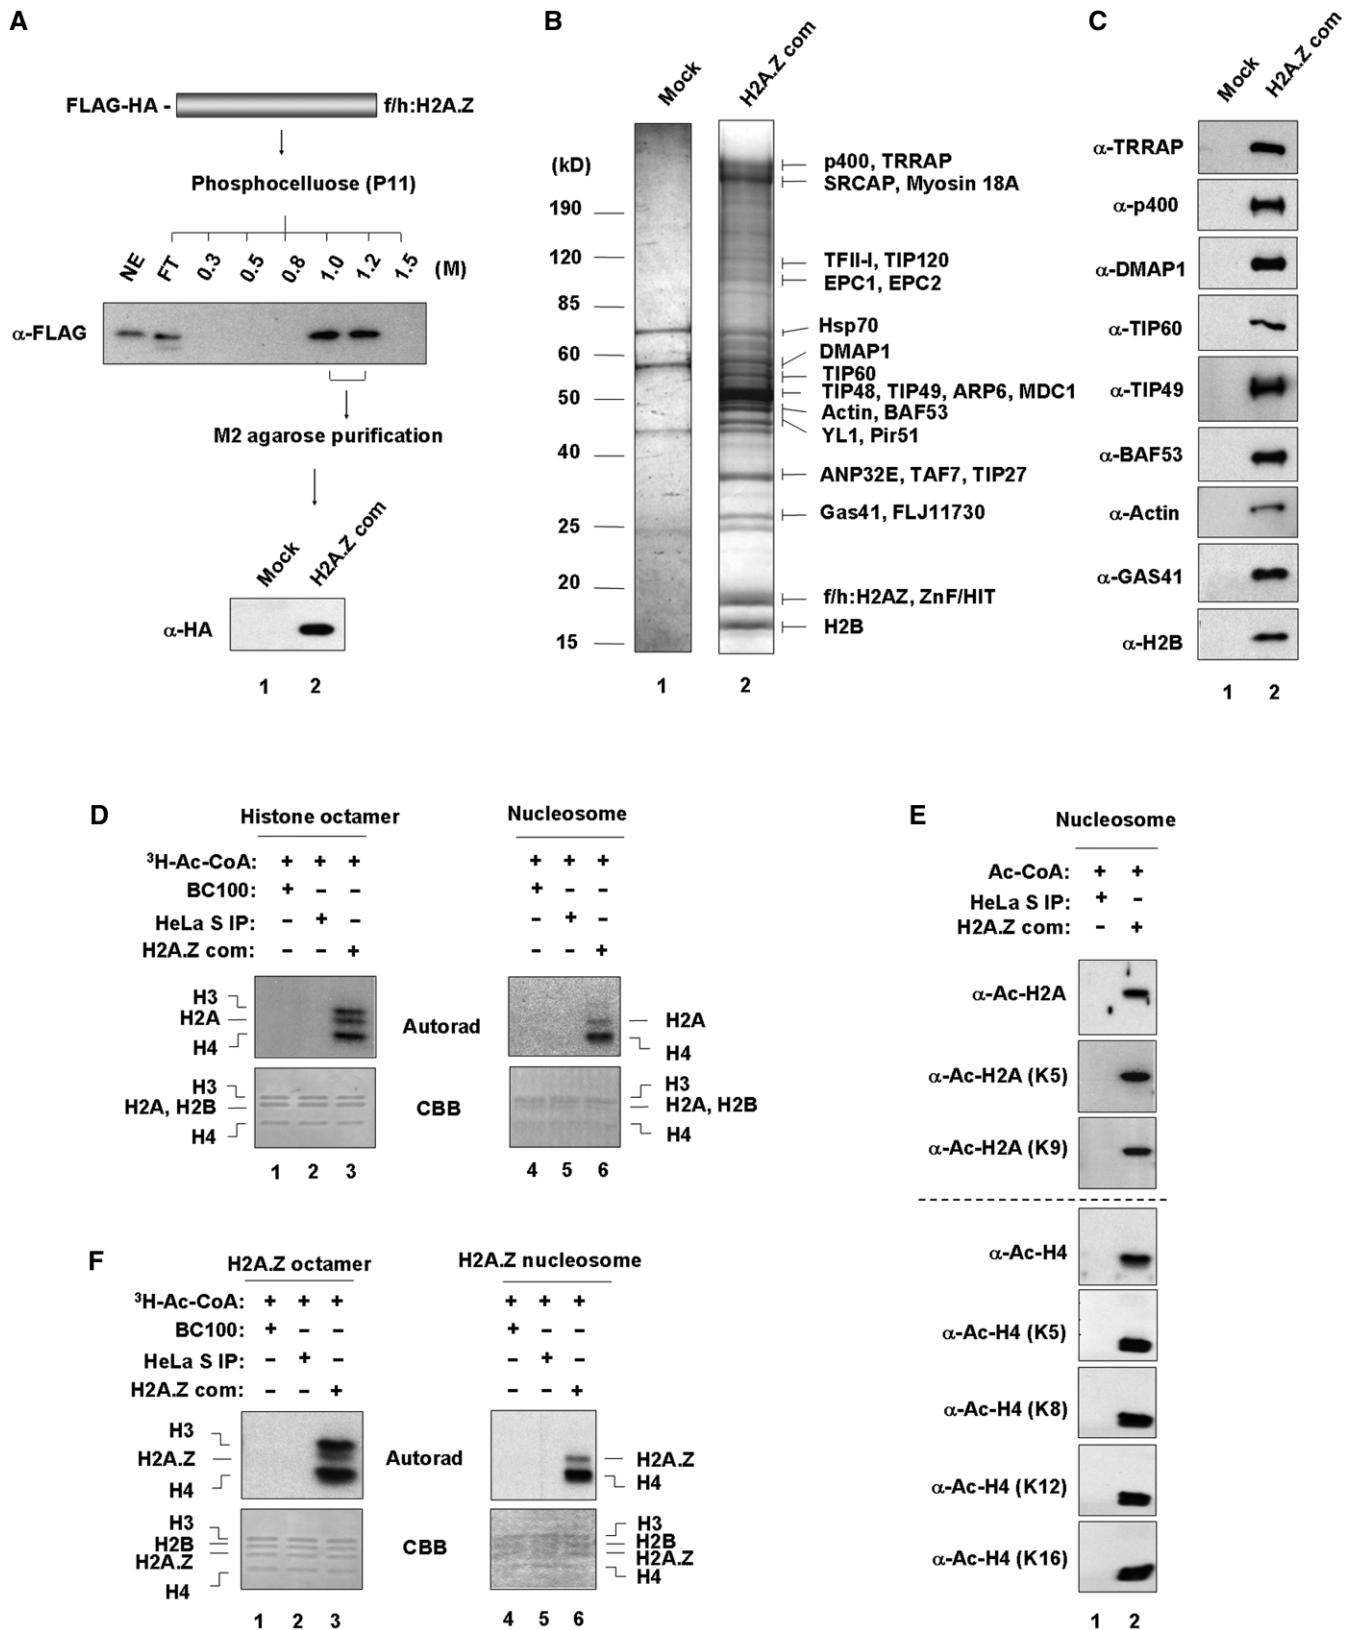 A
FLAG-HA -
f/h:H2A.Z
Phosphocelluose (P11)
NE FT 0.3 0.5 0.8 1.0 1.2 1.5 (M)
α-FLAG
M2 agarose purification
Mock H2A.Z com
α-HA
1 2
B
Mock H2A.Z com
(kD)
190
120
85
60
50
40
25
20
15
p400, TRRAP
SRCAP, Myosin 18A
TFII-I, TIP120
EPC1, EPC2
Hsp70
DMAP1
TIP60
TIP48, TIP49, ARP6, MDC1
Actin, BAF53
YL1, Pir51
ANP32E, TAF7, TIP27
Gas41, FLJ11730
f/h:H2AZ, ZnF/HIT
H2B
1 2
C
Mock H2A.Z com
α-TRRAP
α-p400
α-DMAP1
α-TIP60
α-TIP49
α-BAF53
α-Actin
α-GAS41
α-H2B
1 2
D
Histone octamer Nucleosome
³H-Ac-CoA: + + + + + +
BC100: + - - + - -
HeLa S IP: - + - - + -
H2A.Z com: - - + - - +
H3
H2A
H4
Autorad
H2A
H4
H3
H2A, H2B
H4
CBB
H3
H2A, H2B
H4
1 2 3 4 5 6
E
Nucleosome
Ac-CoA: + +
HeLa S IP: + -
H2A.Z com: - +
α-Ac-H2A
α-Ac-H2A (K5)
α-Ac-H2A (K9)
α-Ac-H4
α-Ac-H4 (K5)
α-Ac-H4 (K8)
α-Ac-H4 (K12)
α-Ac-H4 (K16)
1 2
F
H2A.Z octamer H2A.Z nucleosome
³H-Ac-CoA: + + + + + +
BC100: + - - + - -
HeLa S IP: - + - - + -
H2A.Z com: - - + - - +
H3
H2A.Z
H4
Autorad
H2A.Z
H4
H3
H2B
H2A.Z
H4
CBB
H3
H2B
H2A.Z
H4
1 2 3 4 5 6